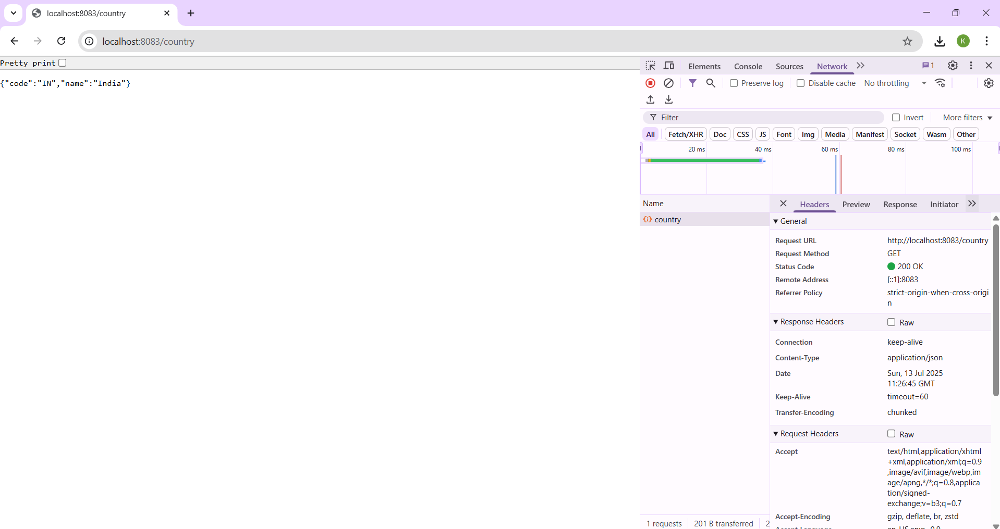 localhost:8083/country
localhost:8083/country
K
Pretty print
{"code":"IN","name":"India"}
Elements Console Sources Network 1
Preserve log Disable cache No throttling
Filter Invert More filters
All Fetch/XHR Doc CSS JS Font Img Media Manifest Socket Wasm Other
20 ms 40 ms 60 ms 80 ms 100 ms
Name
country
Headers Preview Response Initiator
General
Request URL http://localhost:8083/country
Request Method GET
Status Code 200 OK
Remote Address [::1]:8083
Referrer Policy strict-origin-when-cross-origi
n
Response Headers Raw
Connection keep-alive
Content-Type application/json
Date Sun, 13 Jul 2025
11:26:45 GMT
Keep-Alive timeout=60
Transfer-Encoding chunked
Request Headers Raw
Accept text/html,application/xhtml
+xml,application/xml;q=0.9
,image/avif,image/webp,im
age/apng,*/*;q=0.8,applica
tion/signed-
exchange;v=b3;q=0.7
Accept-Encoding gzip, deflate, br, zstd
1 requests 201 B transferred 2